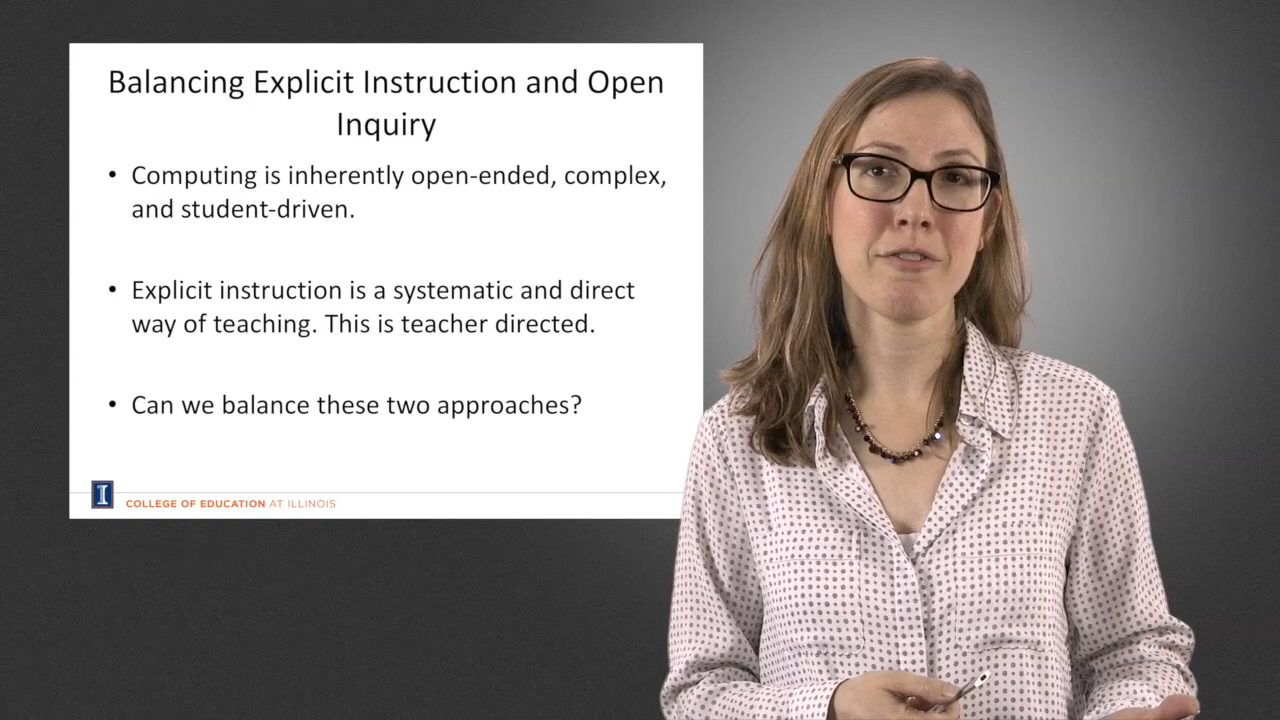 Balancing Explicit Instruction and Open
Inquiry
• Computing is inherently open-ended, complex,
and student-driven.
• Explicit instruction is a systematic and direct
way of teaching. This is teacher directed.
• Can we balance these two approaches?
I
COLLEGE OF EDUCATION AT ILLINOIS